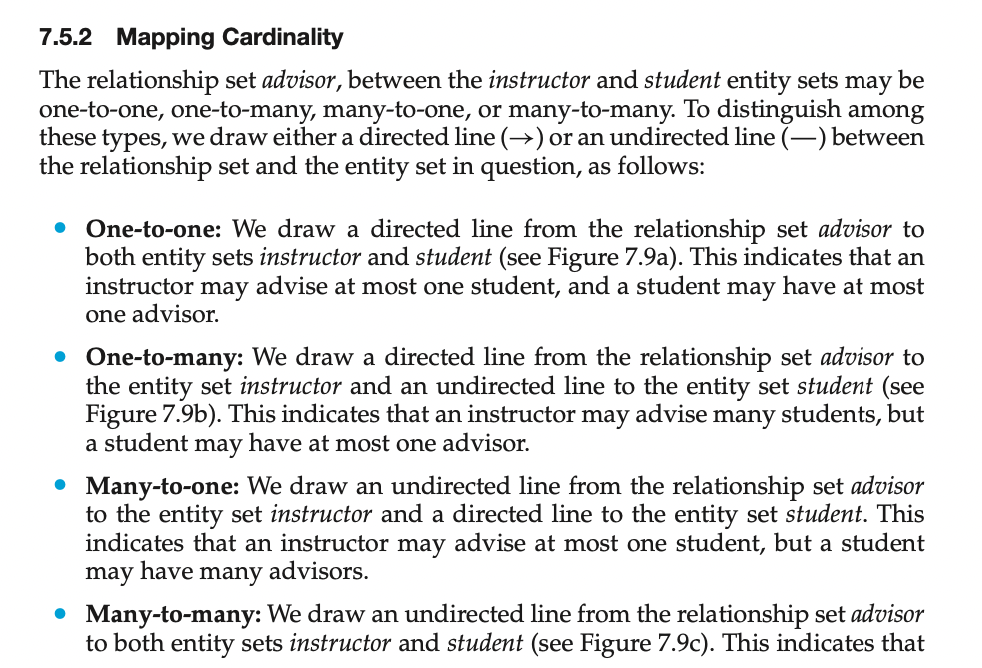 7.5.2 Mapping Cardinality
The relationship set advisor, between the instructor and student entity sets may be
one-to-one, one-to-many, many-to-one, or many-to-many. To distinguish among
these types, we draw either a directed line (→) or an undirected line (—) between
the relationship set and the entity set in question, as follows:
• One-to-one: We draw a directed line from the relationship set advisor to
both entity sets instructor and student (see Figure 7.9a). This indicates that an
instructor may advise at most one student, and a student may have at most
one advisor.
• One-to-many: We draw a directed line from the relationship set advisor to
the entity set instructor and an undirected line to the entity set student (see
Figure 7.9b). This indicates that an instructor may advise many students, but
a student may have at most one advisor.
• Many-to-one: We draw an undirected line from the relationship set advisor
to the entity set instructor and a directed line to the entity set student. This
indicates that an instructor may advise at most one student, but a student
may have many advisors.
• Many-to-many: We draw an undirected line from the relationship set advisor
to both entity sets instructor and student (see Figure 7.9c). This indicates that